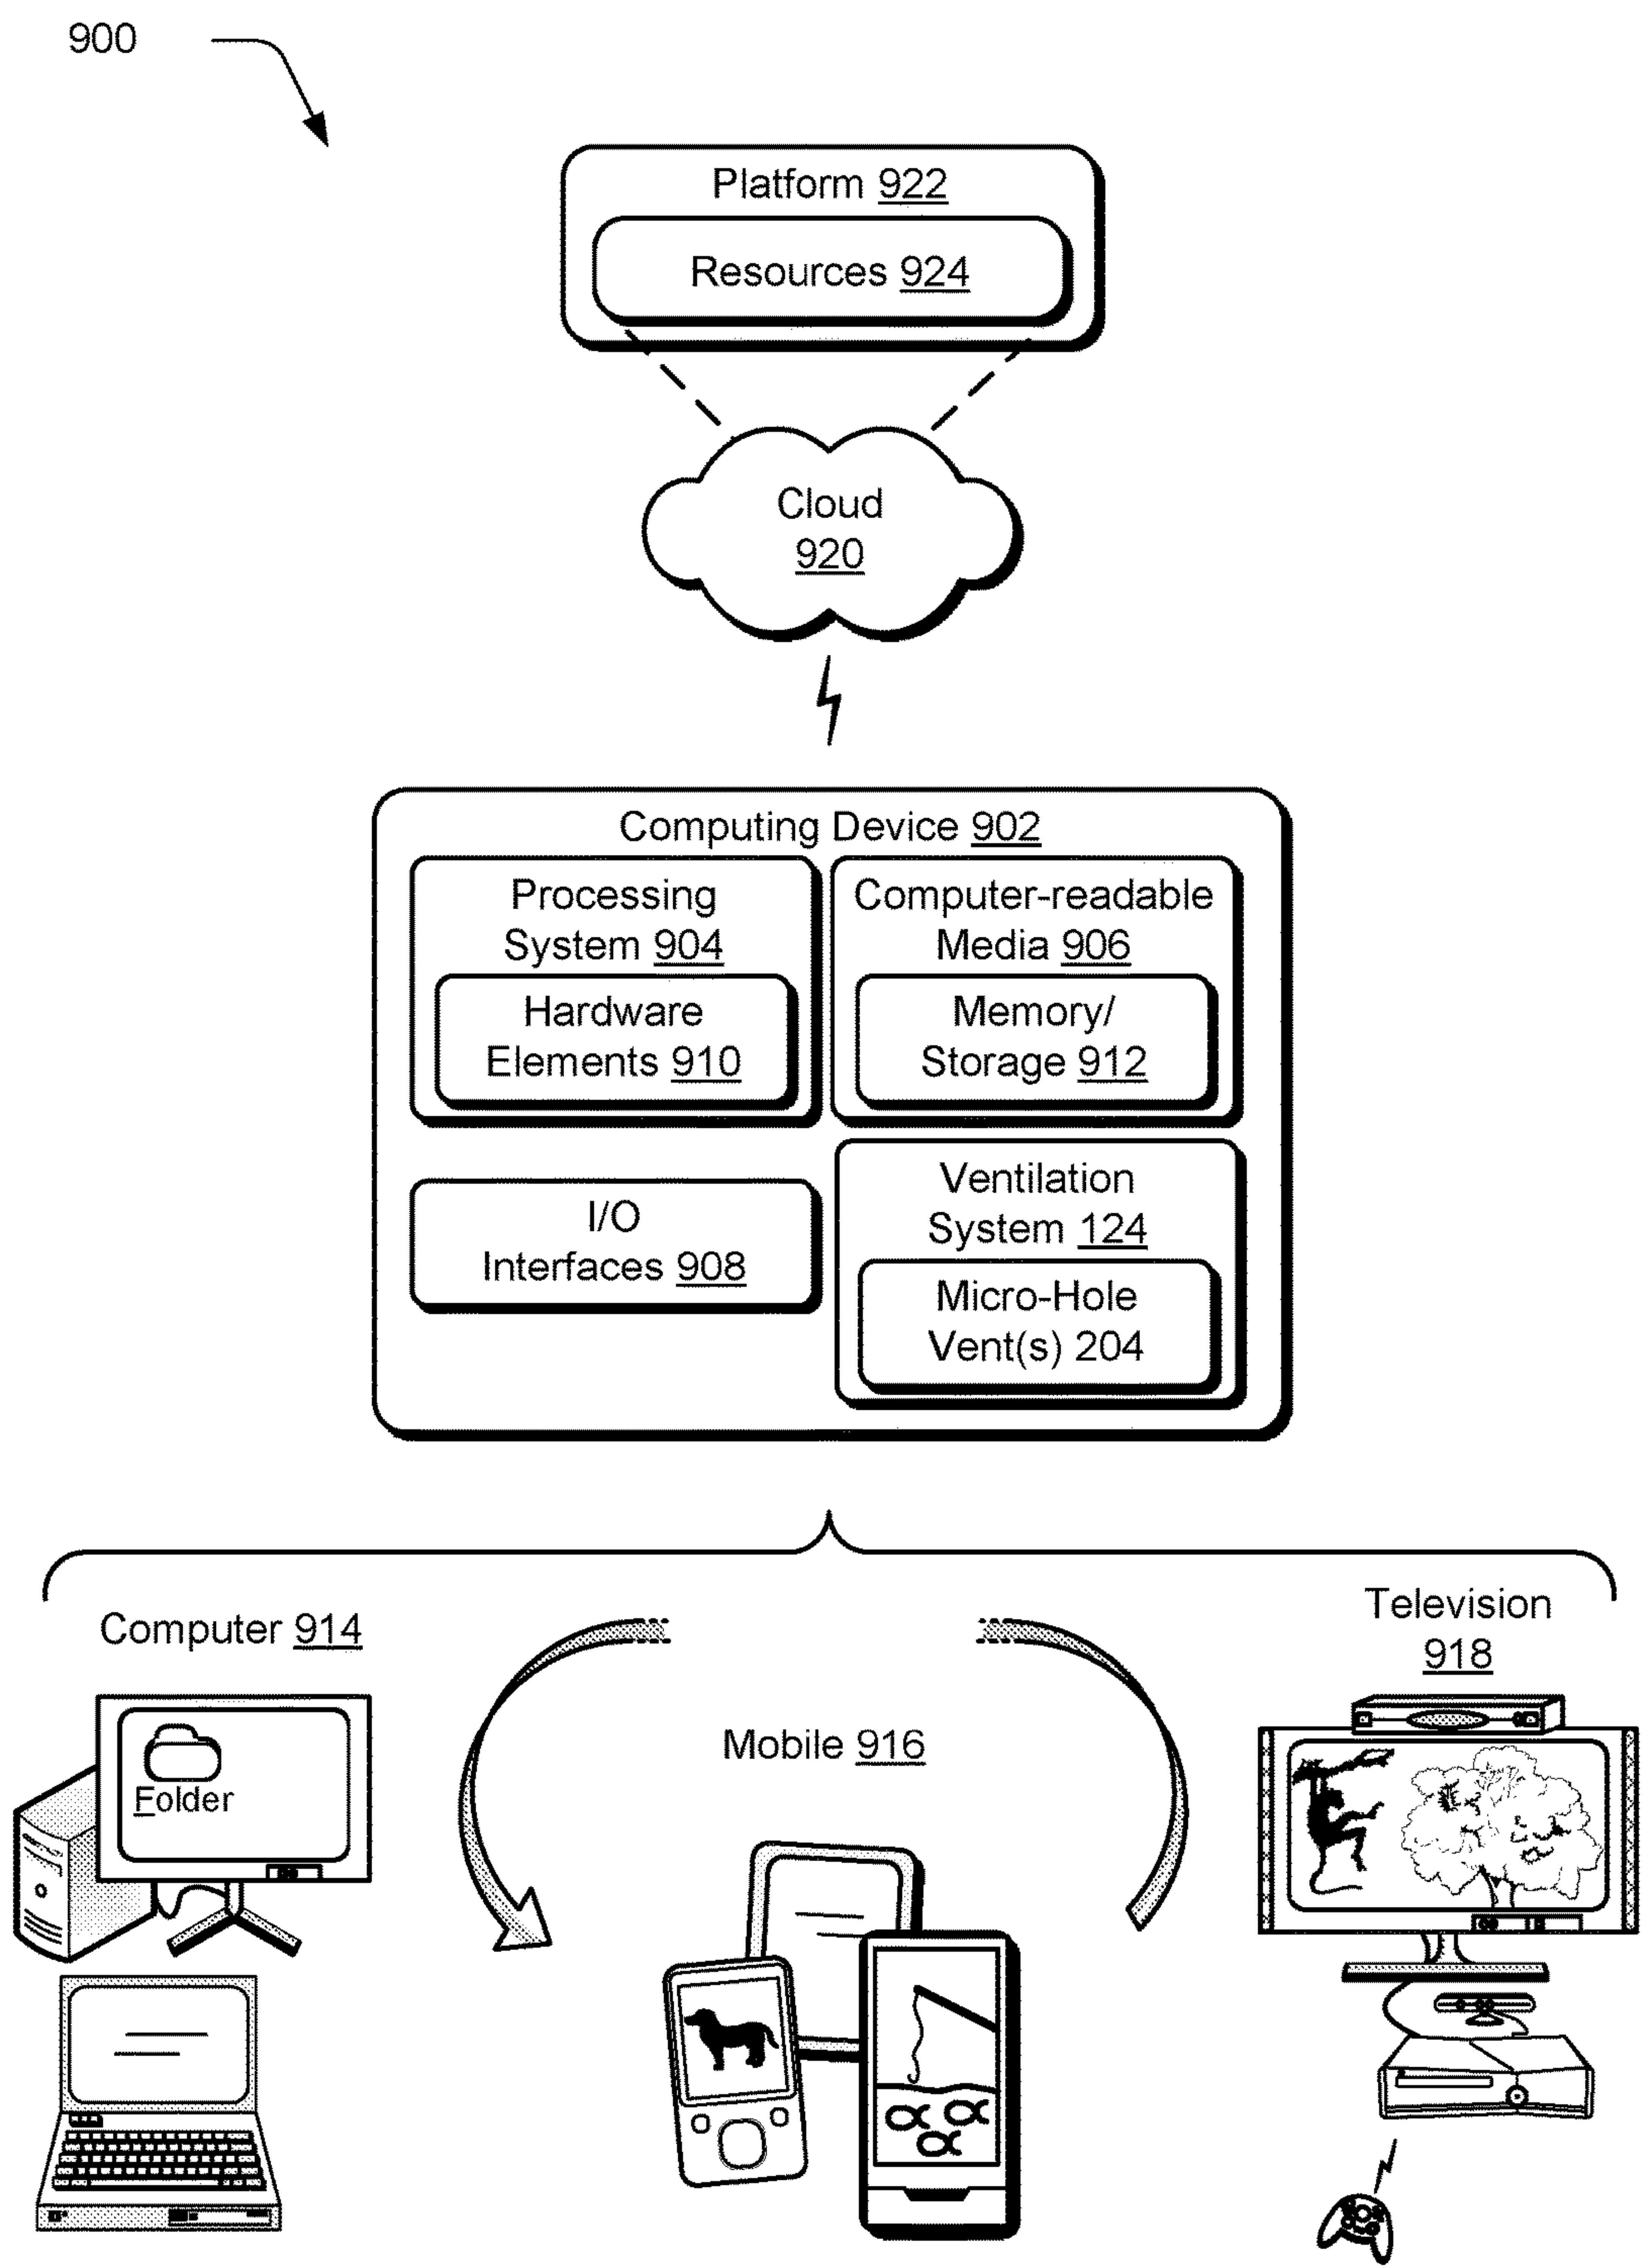 900
Platform 922
Resources 924
Cloud
920
Computing Device 902
Processing
System 904
Hardware
Elements 910
Computer-readable
Media 906
Memory/
Storage 912
I/O
Interfaces 908
Ventilation
System 124
Micro-Hole
Vent(s) 204
Computer 914
Folder
Mobile 916
Television
918